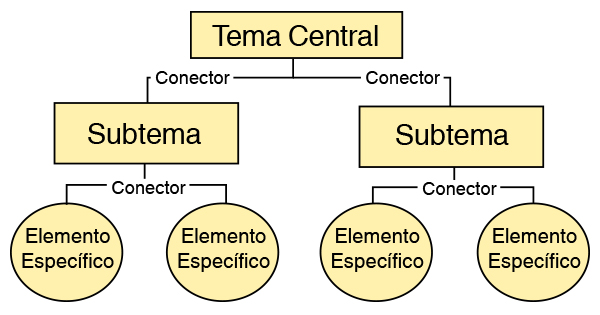 Tema Central
Conector
Conector
Subtema
Subtema
Conector
Conector
Elemento
Específico
Elemento
Específico
Elemento
Específico
Elemento
Específico